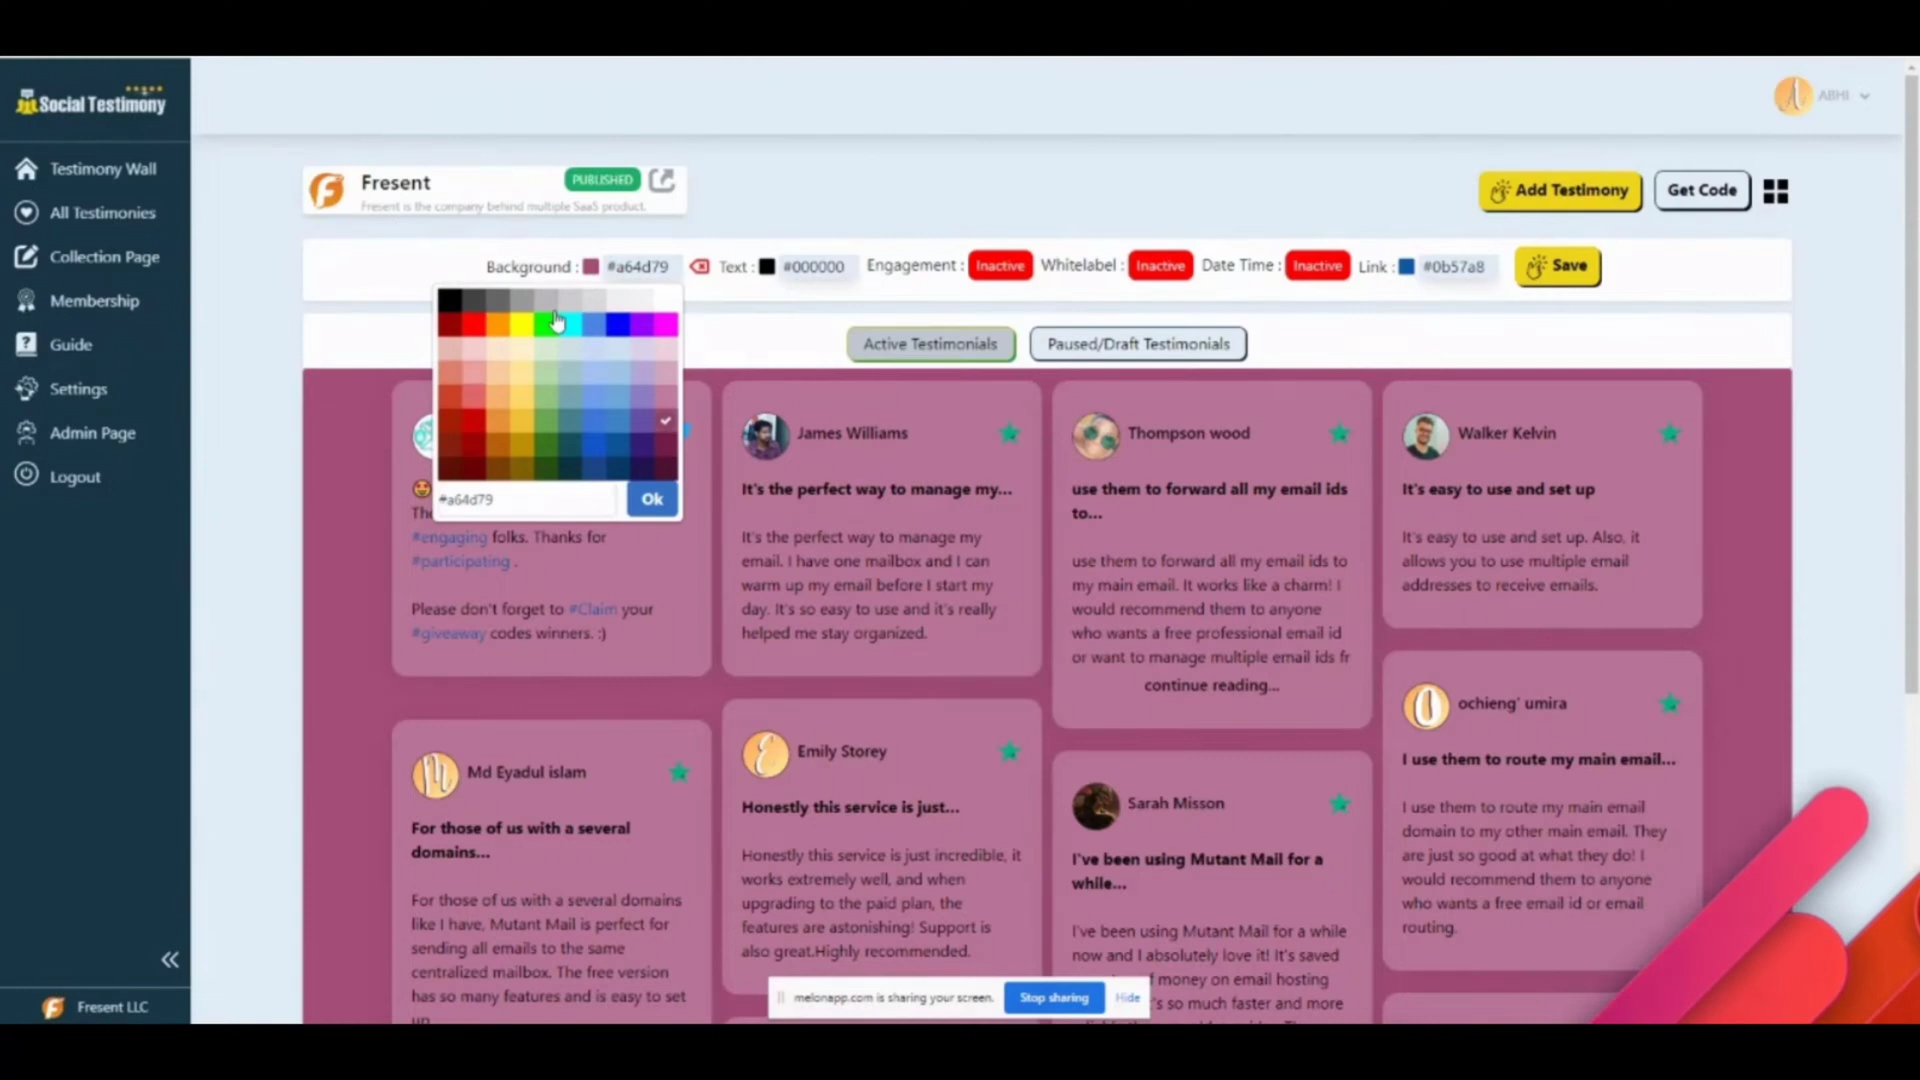 Social Testimony
ABHI
Testimony Wall
All Testimonies
Collection Page
Membership
Guide
Settings
Admin Page
Logout
Fresent LLC
Fresent
PUBLISHED
Fresent is the company behind multiple SaaS product.
Add Testimony
Get Code
Background : #a64d79 Text : #000000 Engagement : Inactive Whitelabel : Inactive Date Time : Inactive Link : #0b57a8 Save
Active Testimonials
Paused/Draft Testimonials
#a64d79
Ok
#engaging folks. Thanks for
#participating .
Please don't forget to #Claim your
#giveaway codes winners. :)
James Williams
It's the perfect way to manage my...
It's the perfect way to manage my
email. I have one mailbox and I can
warm up my email before I start my
day. It's so easy to use and it's really
helped me stay organized.
Thompson wood
use them to forward all my email ids
to...
use them to forward all my email ids to
my main email. It works like a charm! I
would recommend them to anyone
who wants a free professional email id
or want to manage multiple email ids fr
continue reading...
Walker Kelvin
It's easy to use and set up
It's easy to use and set up. Also, it
allows you to use multiple email
addresses to receive emails.
Md Eyadul islam
For those of us with a several
domains...
For those of us with a several domains
like I have, Mutant Mail is perfect for
sending all emails to the same
centralized mailbox. The free version
has so many features and is easy to set
up
Emily Storey
Honestly this service is just...
Honestly this service is just incredible, it
works extremely well, and when
upgrading to the paid plan, the
features are astonishing! Support is
also great.Highly recommended.
Sarah Misson
I've been using Mutant Mail for a
while...
I've been using Mutant Mail for a while
now and I absolutely love it! It's saved
of money on email hosting
's so much faster and more
ochieng' umira
I use them to route my main email...
I use them to route my main email
domain to my other main email. They
are just so good at what they do! I
would recommend them to anyone
who wants a free email id or email
routing.
melonapp.com is sharing your screen.
Stop sharing
Hide